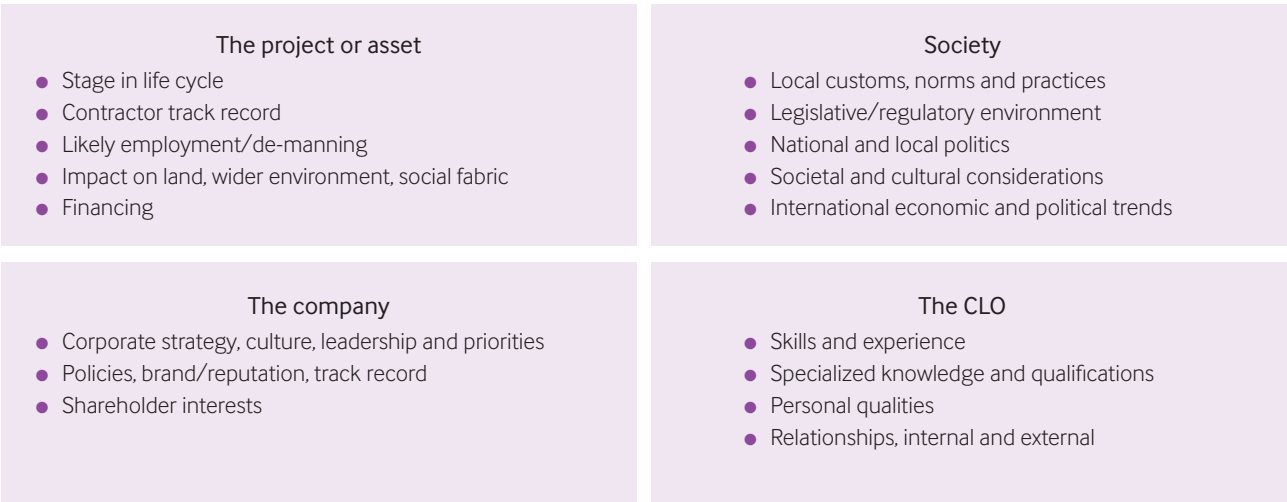 The project or asset
● Stage in life cycle
● Contractor track record
● Likely employment/de-manning
● Impact on land, wider environment, social fabric
● Financing
Society
● Local customs, norms and practices
● Legislative/regulatory environment
● National and local politics
● Societal and cultural considerations
● International economic and political trends
The company
● Corporate strategy, culture, leadership and priorities
● Policies, brand/reputation, track record
● Shareholder interests
The CLO
● Skills and experience
● Specialized knowledge and qualifications
● Personal qualities
● Relationships, internal and external